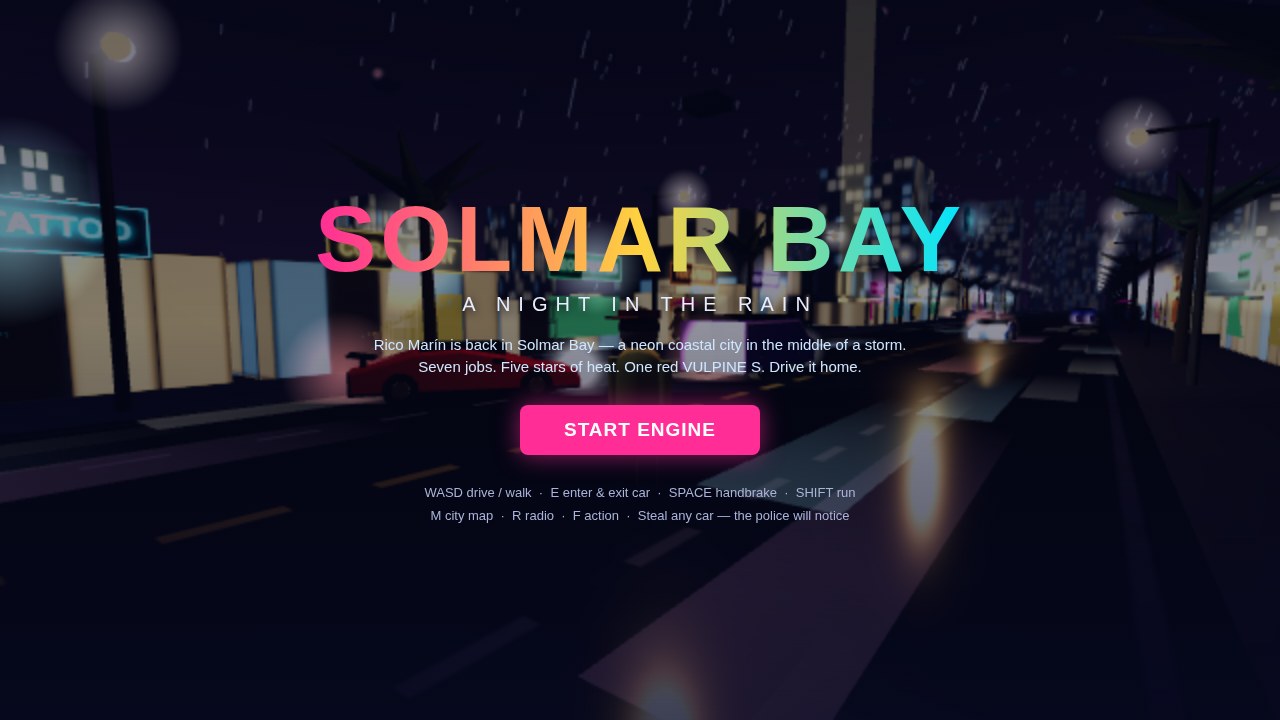 TATTOO
SOLMAR BAY
A NIGHT IN THE RAIN
Rico Marín is back in Solmar Bay — a neon coastal city in the middle of a storm.
Seven jobs. Five stars of heat. One red VULPINE S. Drive it home.
START ENGINE
WASD drive / walk · E enter & exit car · SPACE handbrake · SHIFT run
M city map · R radio · F action · Steal any car — the police will notice